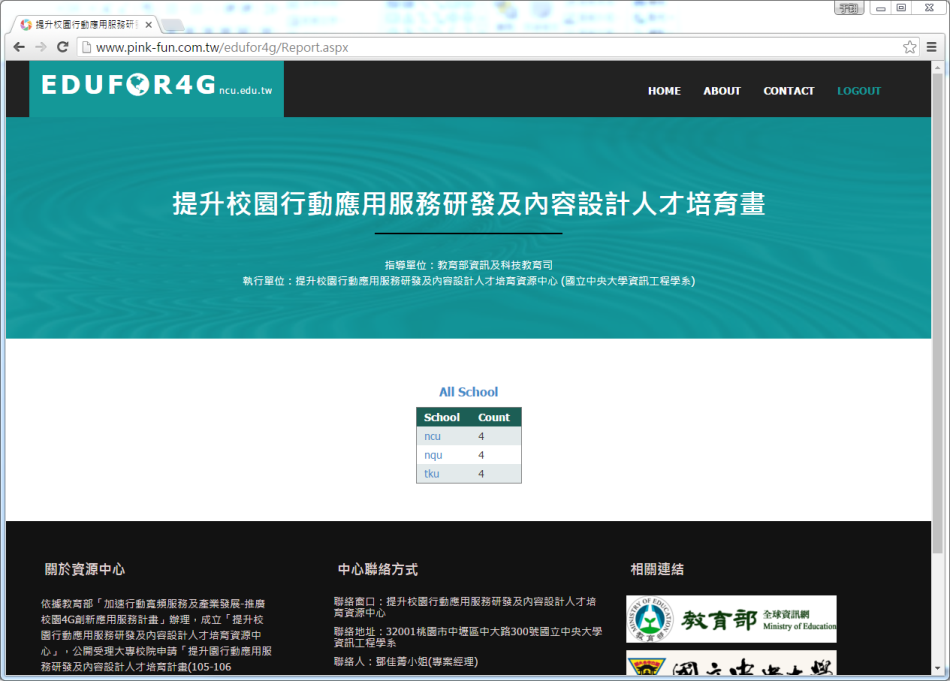 提升校園行動應用服務研
www.pink-fun.com.tw/edufor4g/Report.aspx
EDUFOR4G ncu.edu.tw
HOME ABOUT CONTACT LOGOUT
提升校園行動應用服務研發及內容設計人才培育畫
指導單位：教育部資訊及科技教育司
執行單位：提升校園行動應用服務研發及內容設計人才培育資源中心 (國立中央大學資訊工程學系)
All School
School Count
ncu 4
nqu 4
tku 4
關於資源中心
依據教育部「加速行動寬頻服務及產業發展-推廣
校園4G創新應用服務計畫」辦理，成立「提升校
園行動應用服務研發及內容設計人才培育資源中
心」，公開受理大專校院申請「提升行動應用服
務研發及內容設計人才培育計畫(105-106
中心聯絡方式
聯絡窗口：提升校園行動應用服務研發及內容設計人才培
育資源中心
聯絡地址：32001桃園市中壢區中大路300號國立中央大學
資訊工程學系
聯絡人：鄒佳菁小姐(專案經理)
相關連結
MINISTRY OF EDUCATION
教育部
教育部 全球資訊網
Ministry of Education
國立中央大學